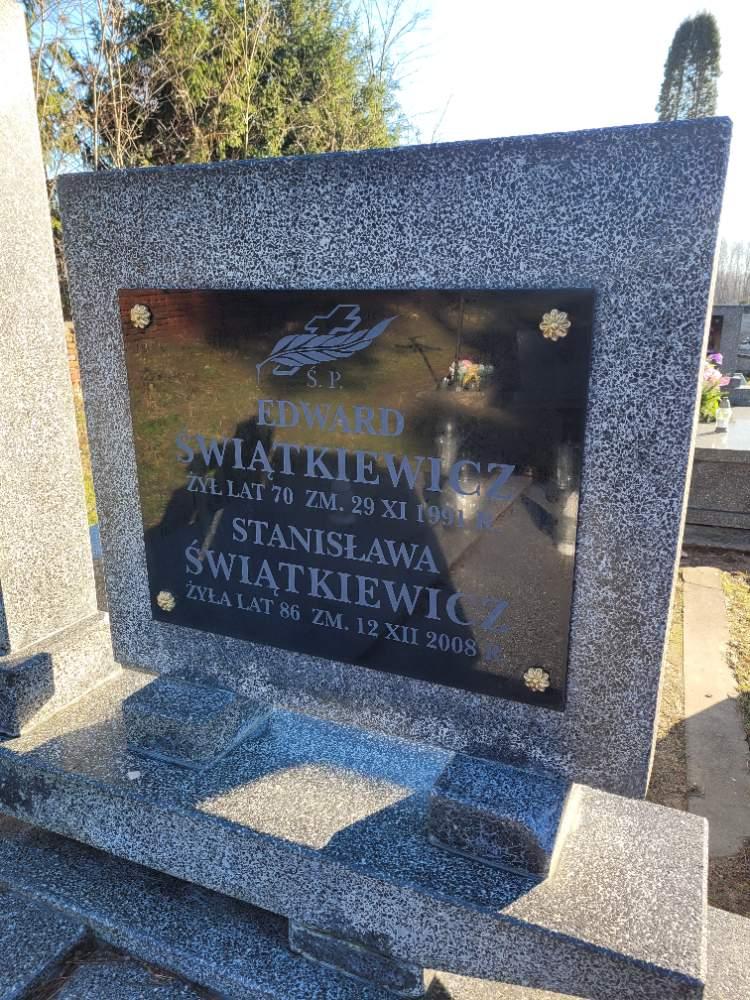 Ś. P.
EDWARD
ŚWIĄTKIEWICZ
ŻYŁ LAT 70 ZM. 29 XI 1991 R.
STANISŁAWA
ŚWIĄTKIEWICZ
ŻYŁA LAT 86 ZM. 12 XII 2008 R.